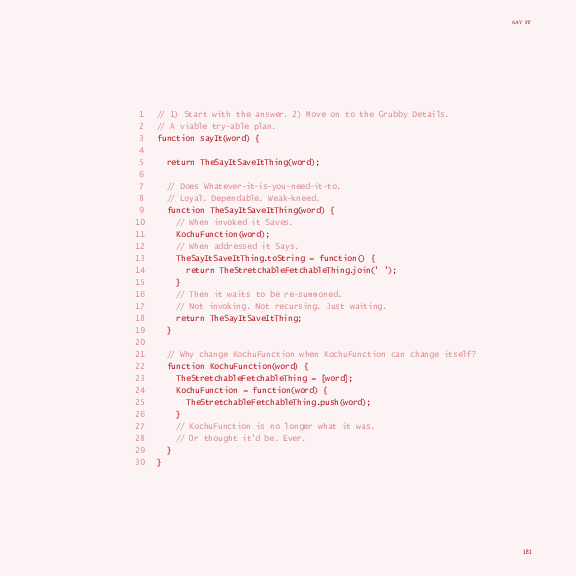 SAY IT
1 // 1) Start with the answer. 2) Move on to the Grubby Details.
2 // A viable try-able plan.
3 function sayIt(word) {
4
5 return TheSayItSaveItThing(word);
6
7 // Does Whatever-it-is-you-need-it-to.
8 // Loyal. Dependable. Weak-kneed.
9 function TheSayItSaveItThing(word) {
10 // When invoked it Saves.
11 KochuFunction(word);
12 // When addressed it Says.
13 TheSayItSaveItThing.toString = function() {
14 return TheStretchableFetchableThing.join(' ');
15 }
16 // Then it waits to be re-summoned.
17 // Not invoking. Not recursing. Just waiting.
18 return TheSayItSaveItThing;
19 }
20
21 // Why change KochuFunction when KochuFunction can change itself?
22 function KochuFunction(word) {
23 TheStretchableFetchableThing = [word];
24 KochuFunction = function(word) {
25 TheStretchableFetchableThing.push(word);
26 }
27 // KochuFunction is no longer what it was.
28 // Or thought it'd be. Ever.
29 }
30 }
181